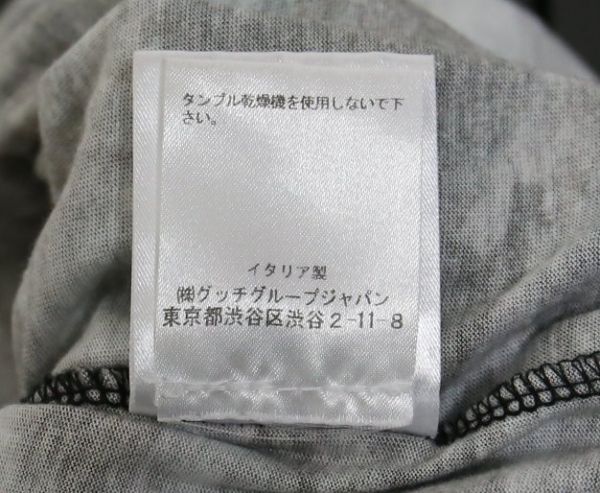 タンブル乾燥機を使用しないで下
さい。
イタリア製
㈱グッチグループジャパン
東京都渋谷区渋谷2-11-8